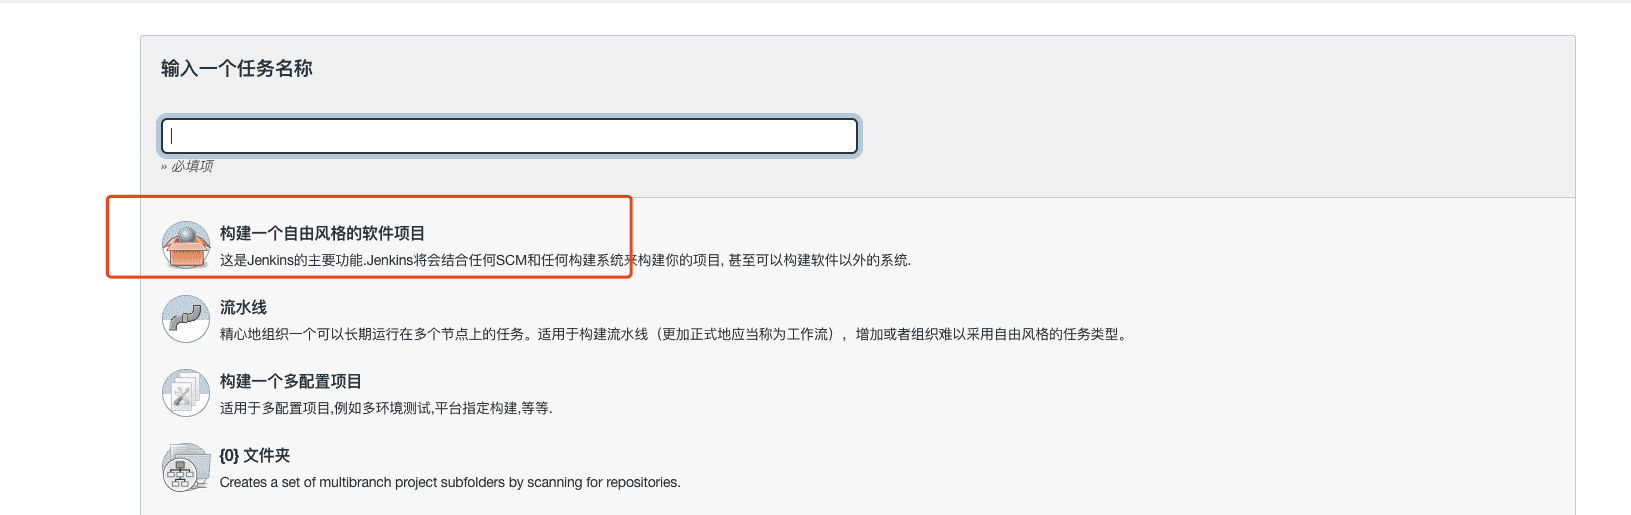 输入一个任务名称
» 必填项
构建一个自由风格的软件项目
这是Jenkins的主要功能.Jenkins将会结合任何SCM和任何构建系统来构建你的项目, 甚至可以构建软件以外的系统.
流水线
精心地组织一个可以长期运行在多个节点上的任务。适用于构建流水线（更加正式地应当称为工作流），增加或者组织难以采用自由风格的任务类型。
构建一个多配置项目
适用于多配置项目,例如多环境测试,平台指定构建,等等.
{0} 文件夹
Creates a set of multibranch project subfolders by scanning for repositories.